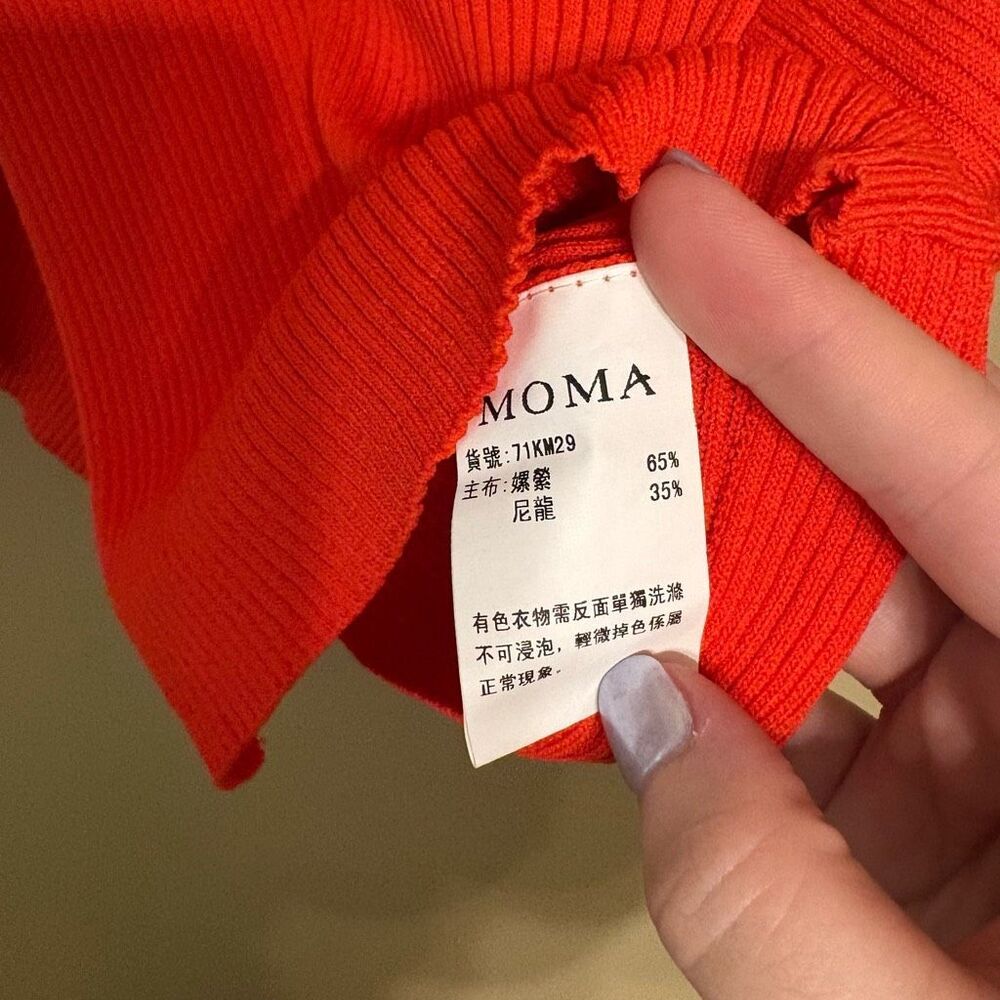 MOMA
貨號:71KM29
主布:嫘縈 65%
尼龍 35%
有色衣物需反面單獨洗滌
不可浸泡，輕微掉色係屬
正常現象。